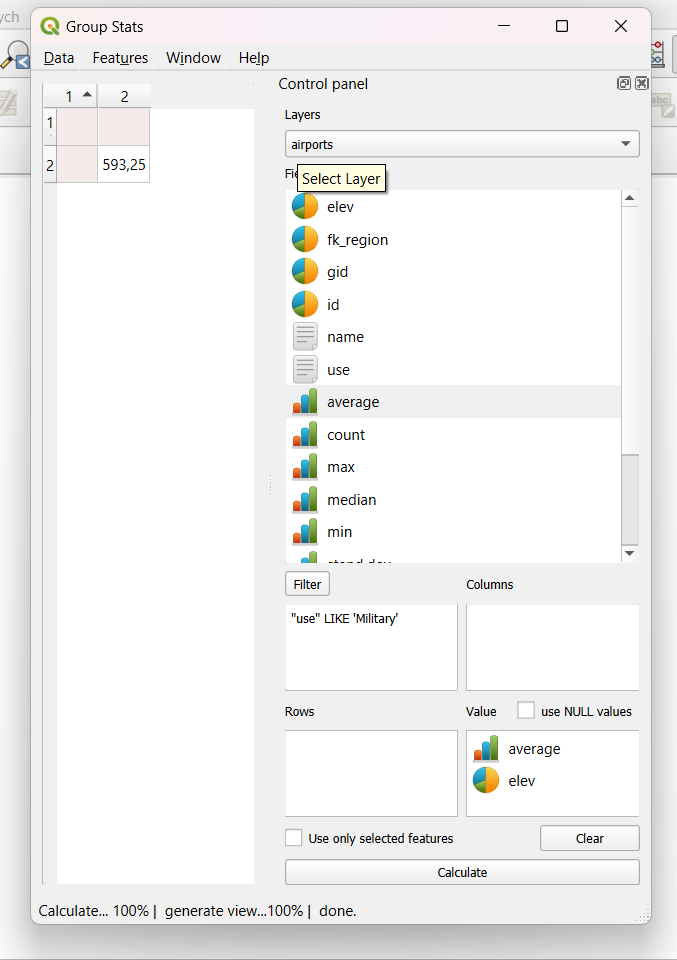 ych
Group Stats
Data Features Window Help
Control panel
1 2
1
2 593,25
Layers
airports
Select Layer
Fie
elev
fk_region
gid
id
name
use
average
count
max
median
min
Filter
Columns
"use" LIKE 'Military'
Rows
Value use NULL values
average
elev
Use only selected features
Clear
Calculate
Calculate... 100% | generate view...100% | done.